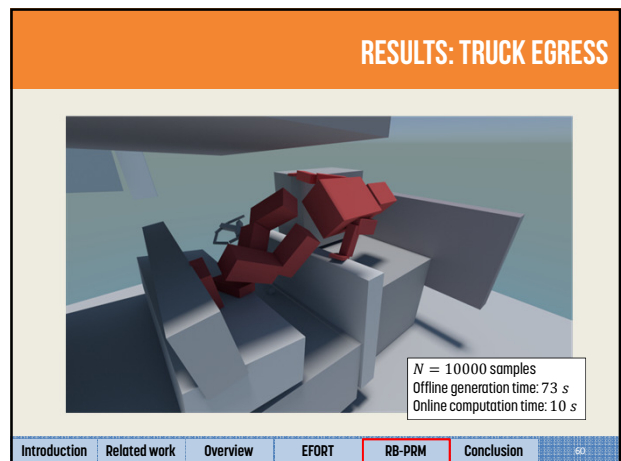 RESULTS: TRUCK EGRESS
N = 10000 samples
Offline generation time: 73 s
Online computation time: 10 s
Introduction Related work Overview EFORT RB-PRM Conclusion 60